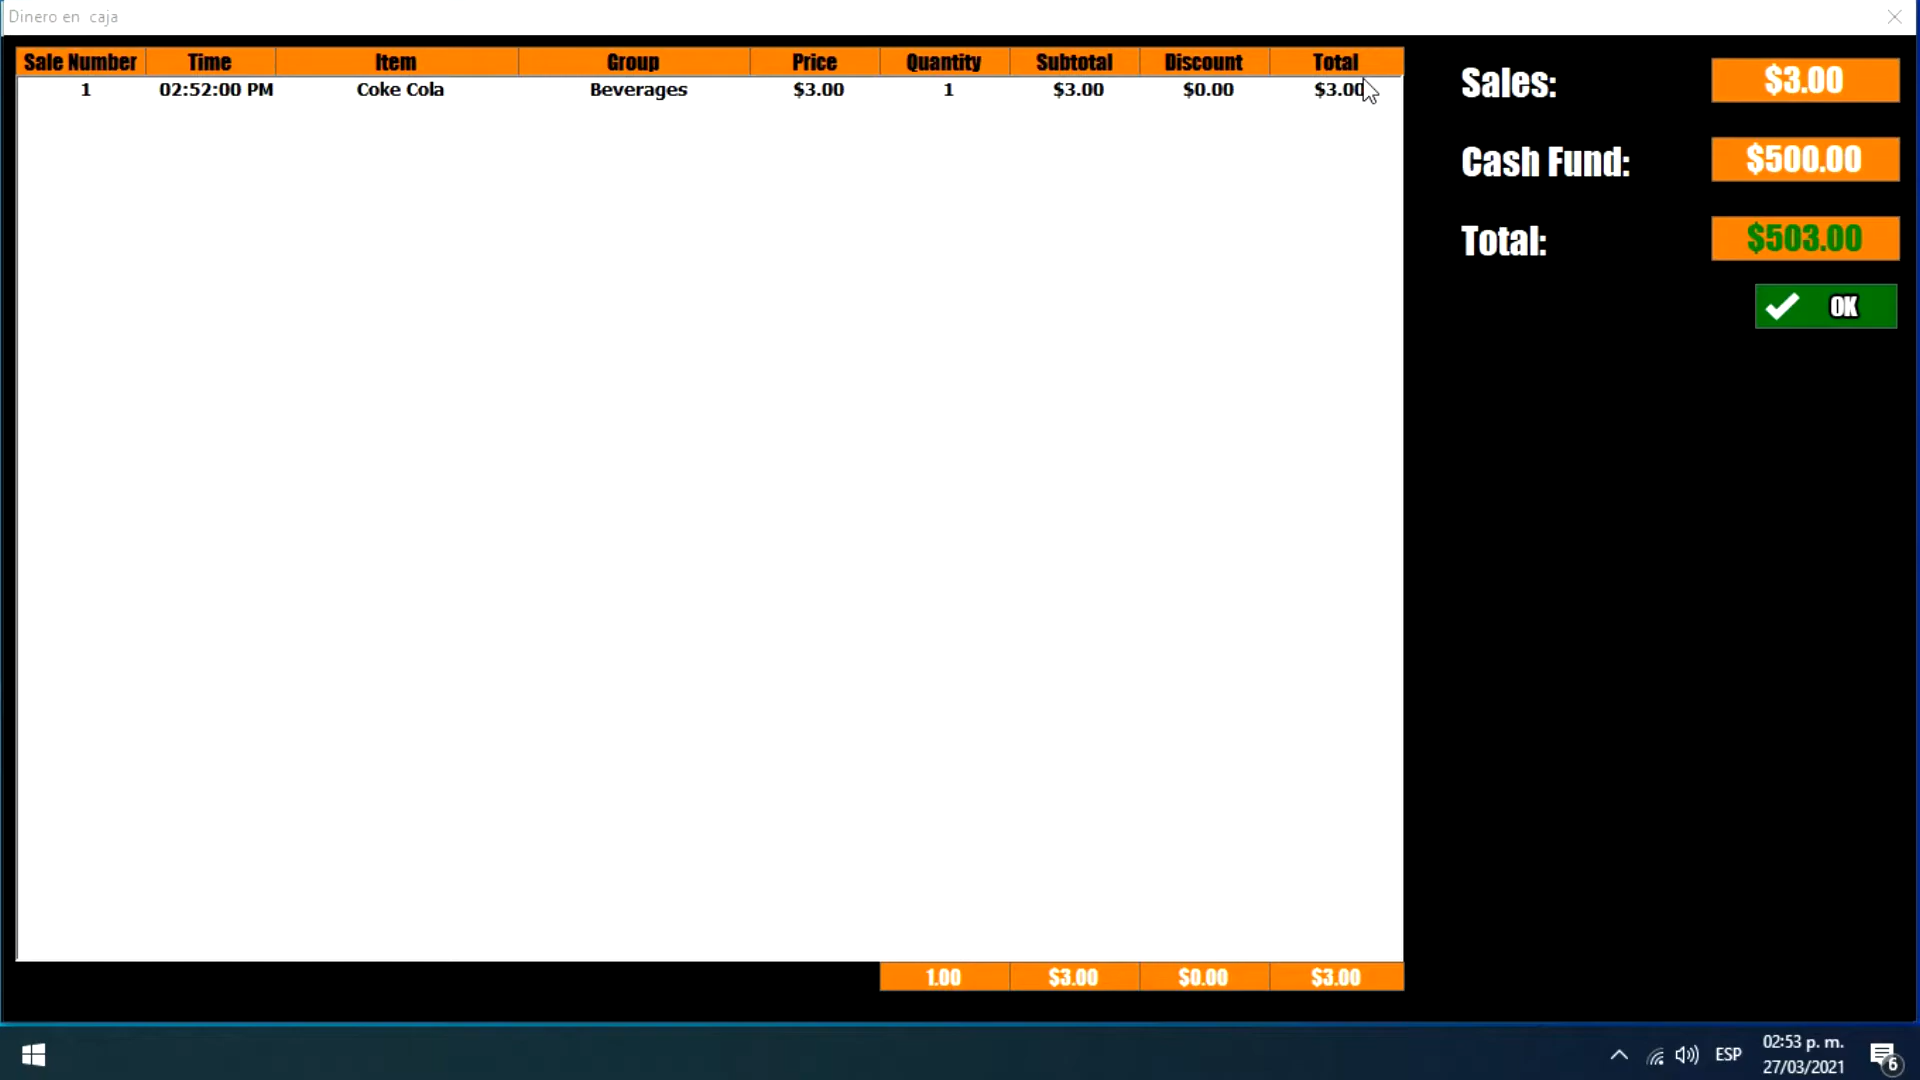 Dinero en  caja
Sale Number Time Item Group Price Quantity Subtotal Discount Total
1 02:52:00 PM Coke Cola Beverages $3.00 1 $3.00 $0.00 $3.00
Sales: $3.00
Cash Fund: $500.00
Total: $503.00
OK
1.00 $3.00 $0.00 $3.00
ESP
02:53 p. m.
27/03/2021
6